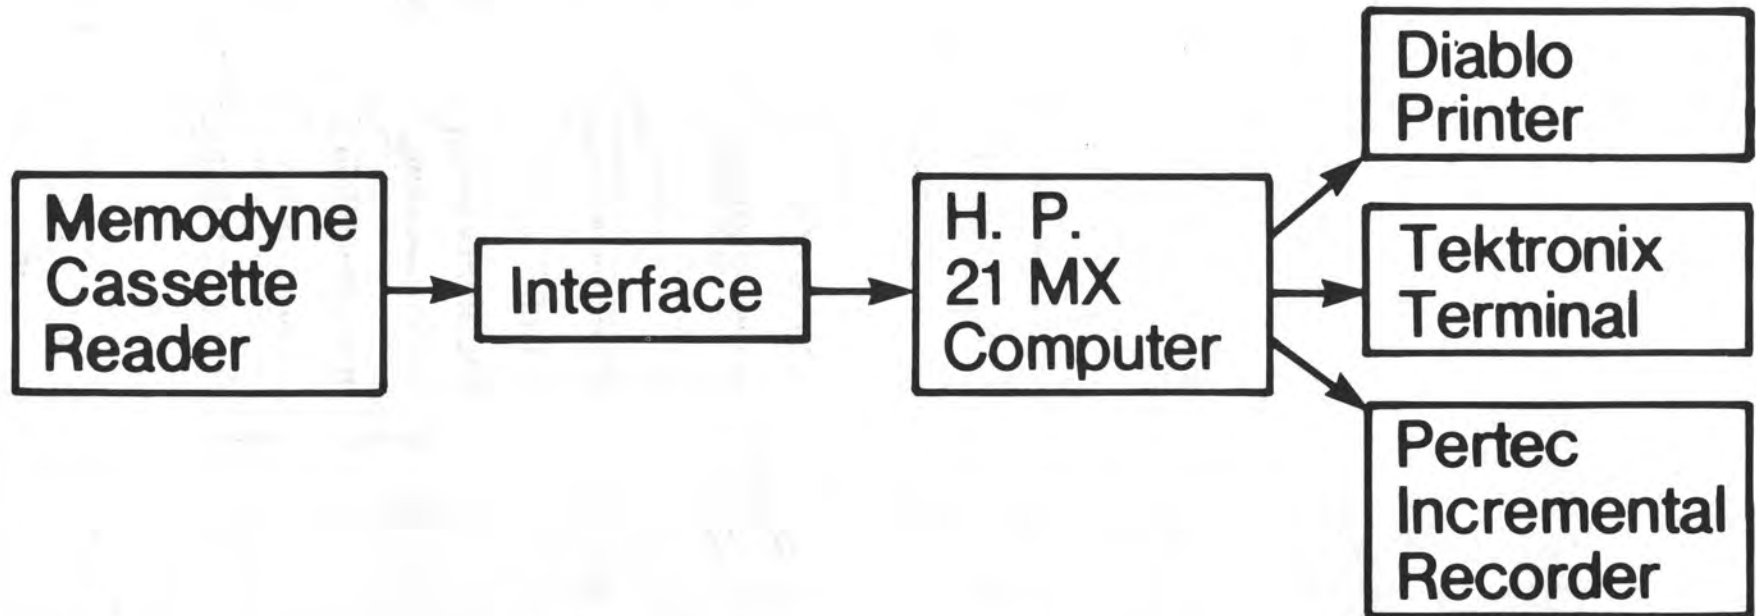 Memodyne
Cassette
Reader
Interface
H. P.
21 MX
Computer
Diablo
Printer
Tektronix
Terminal
Pertec
Incremental
Recorder